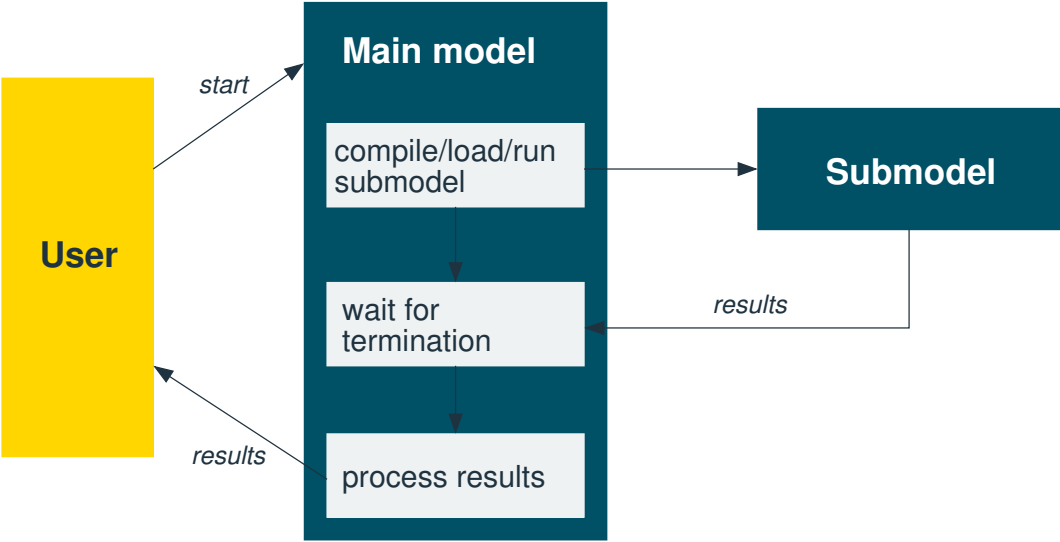 Main model
start
compile/load/run
submodel
Submodel
User
wait for
termination
results
results
process results